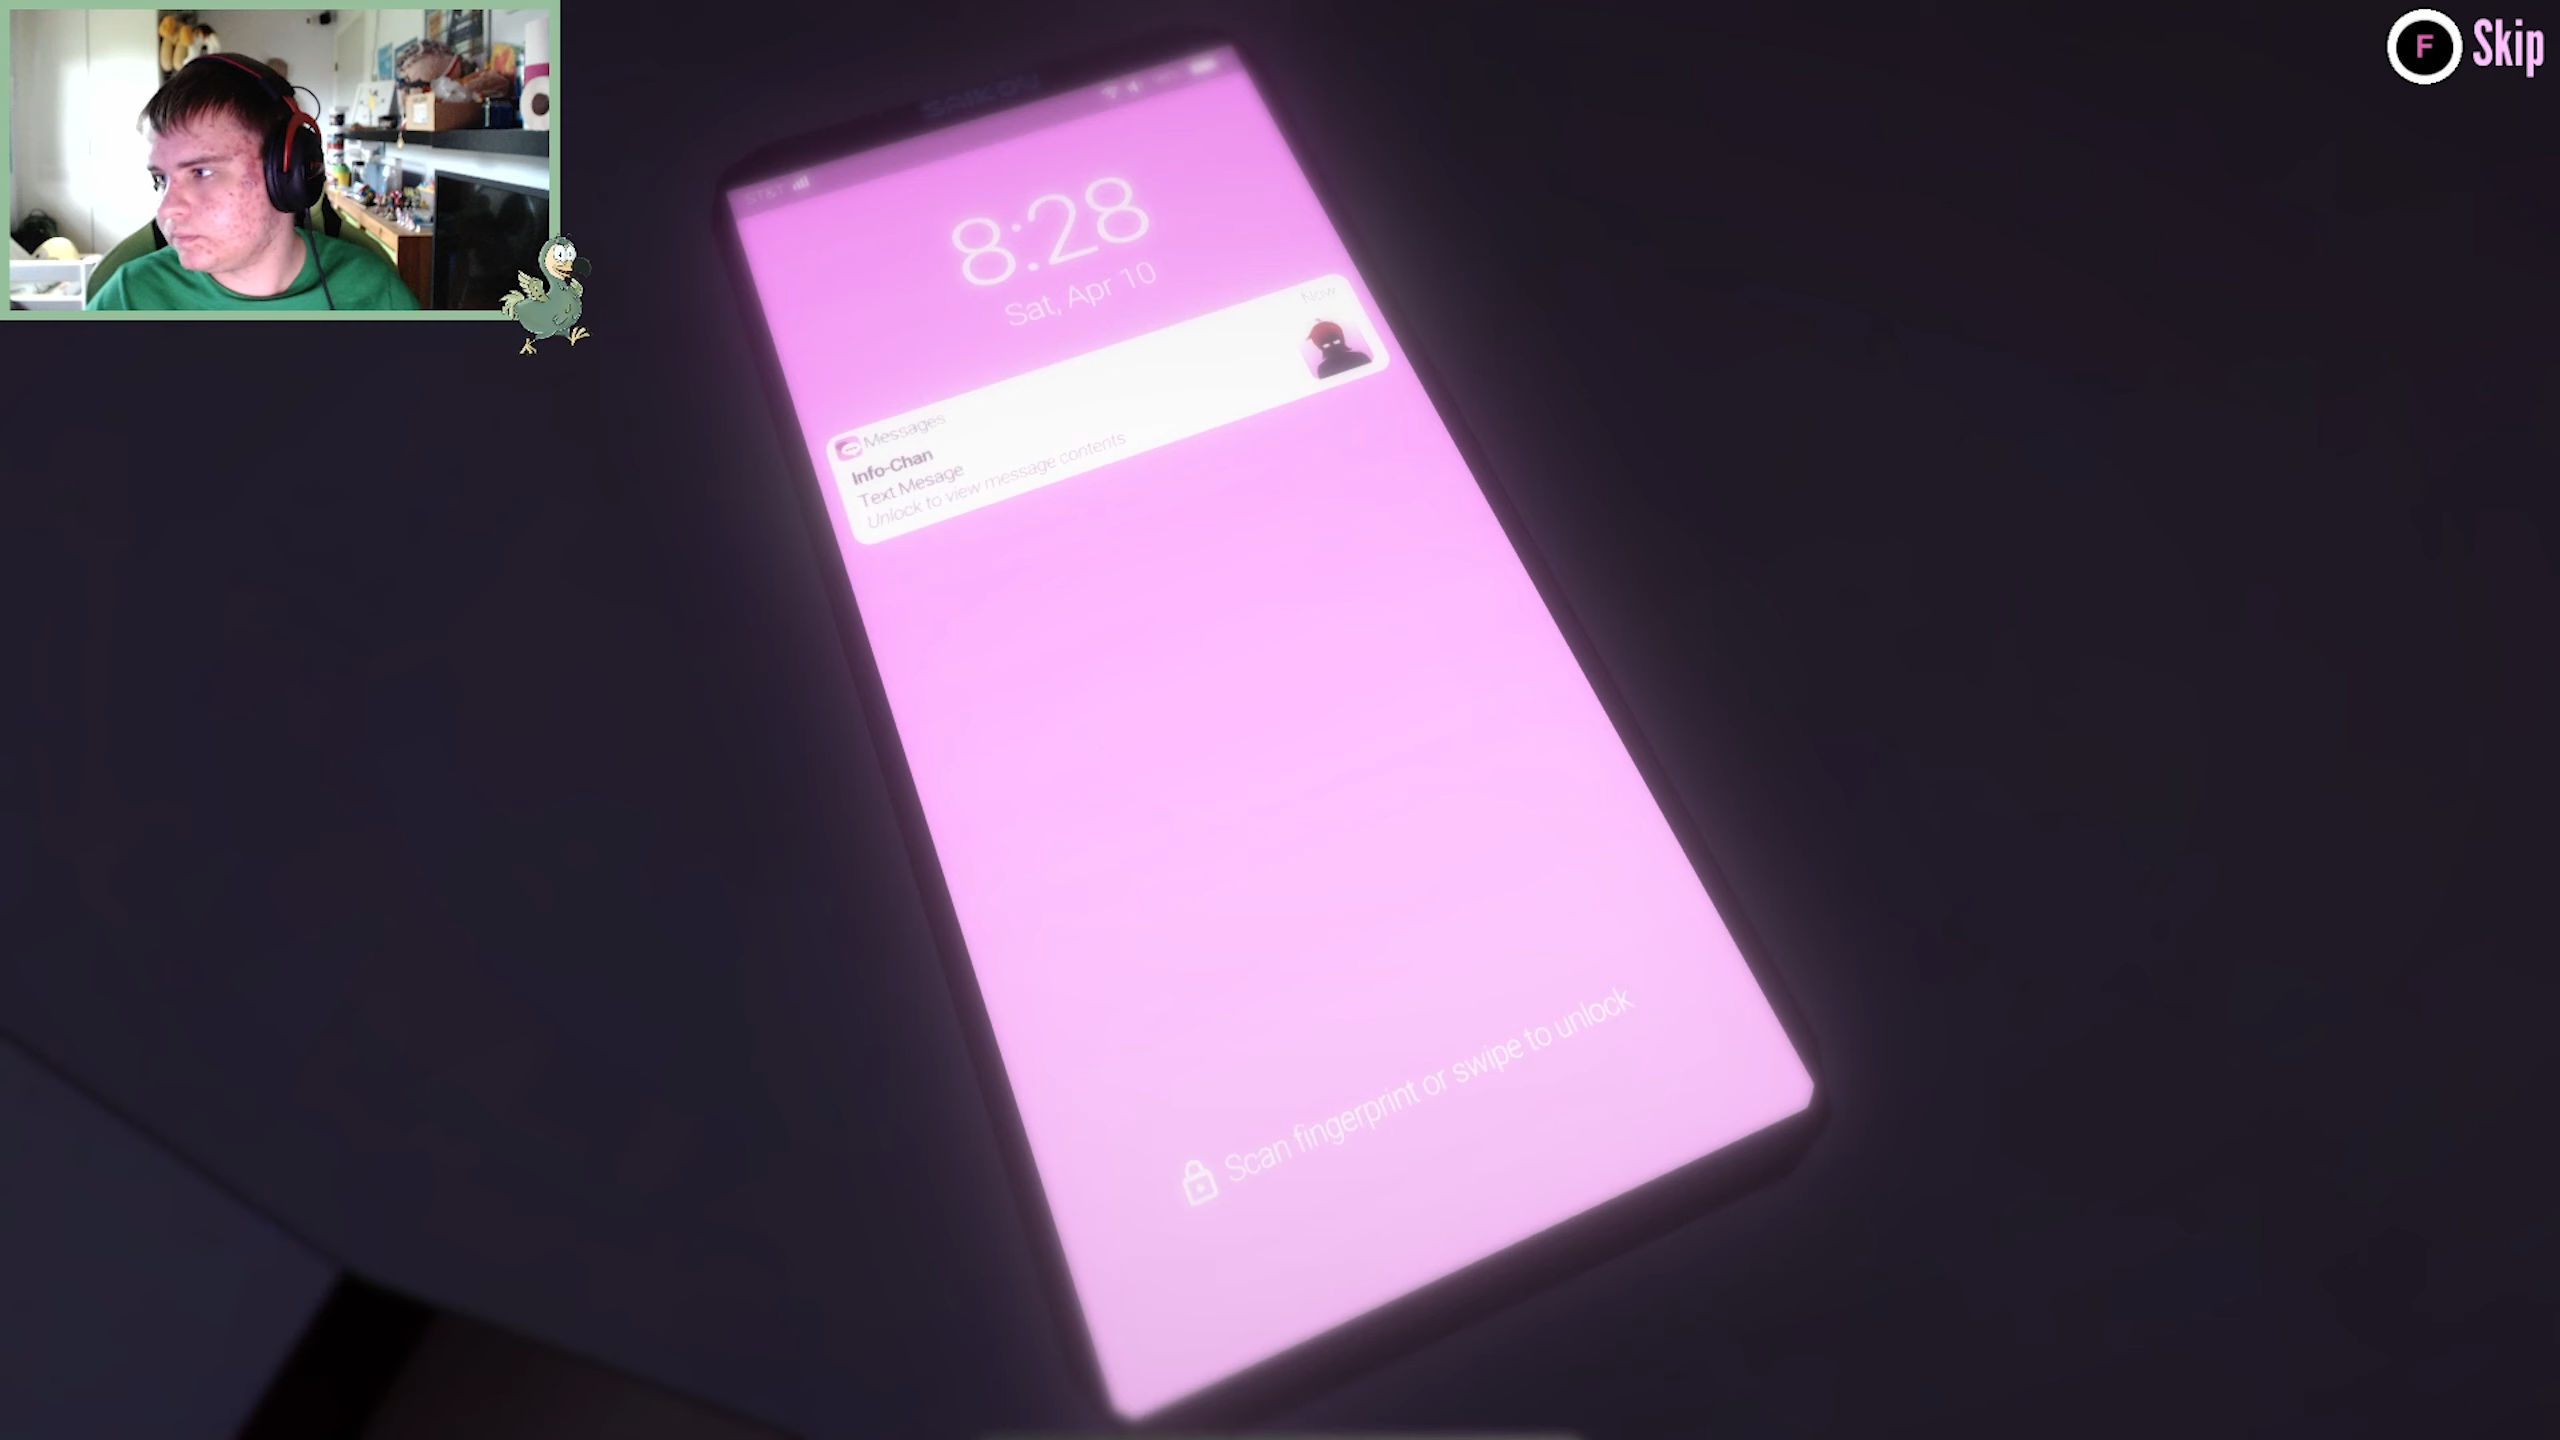 F Skip
SAIKOU
8:28
Sat, Apr 10
Now
Messages
Info-Chan
Text Mesage
Unlock to view message contents
Scan fingerprint or swipe to unlock